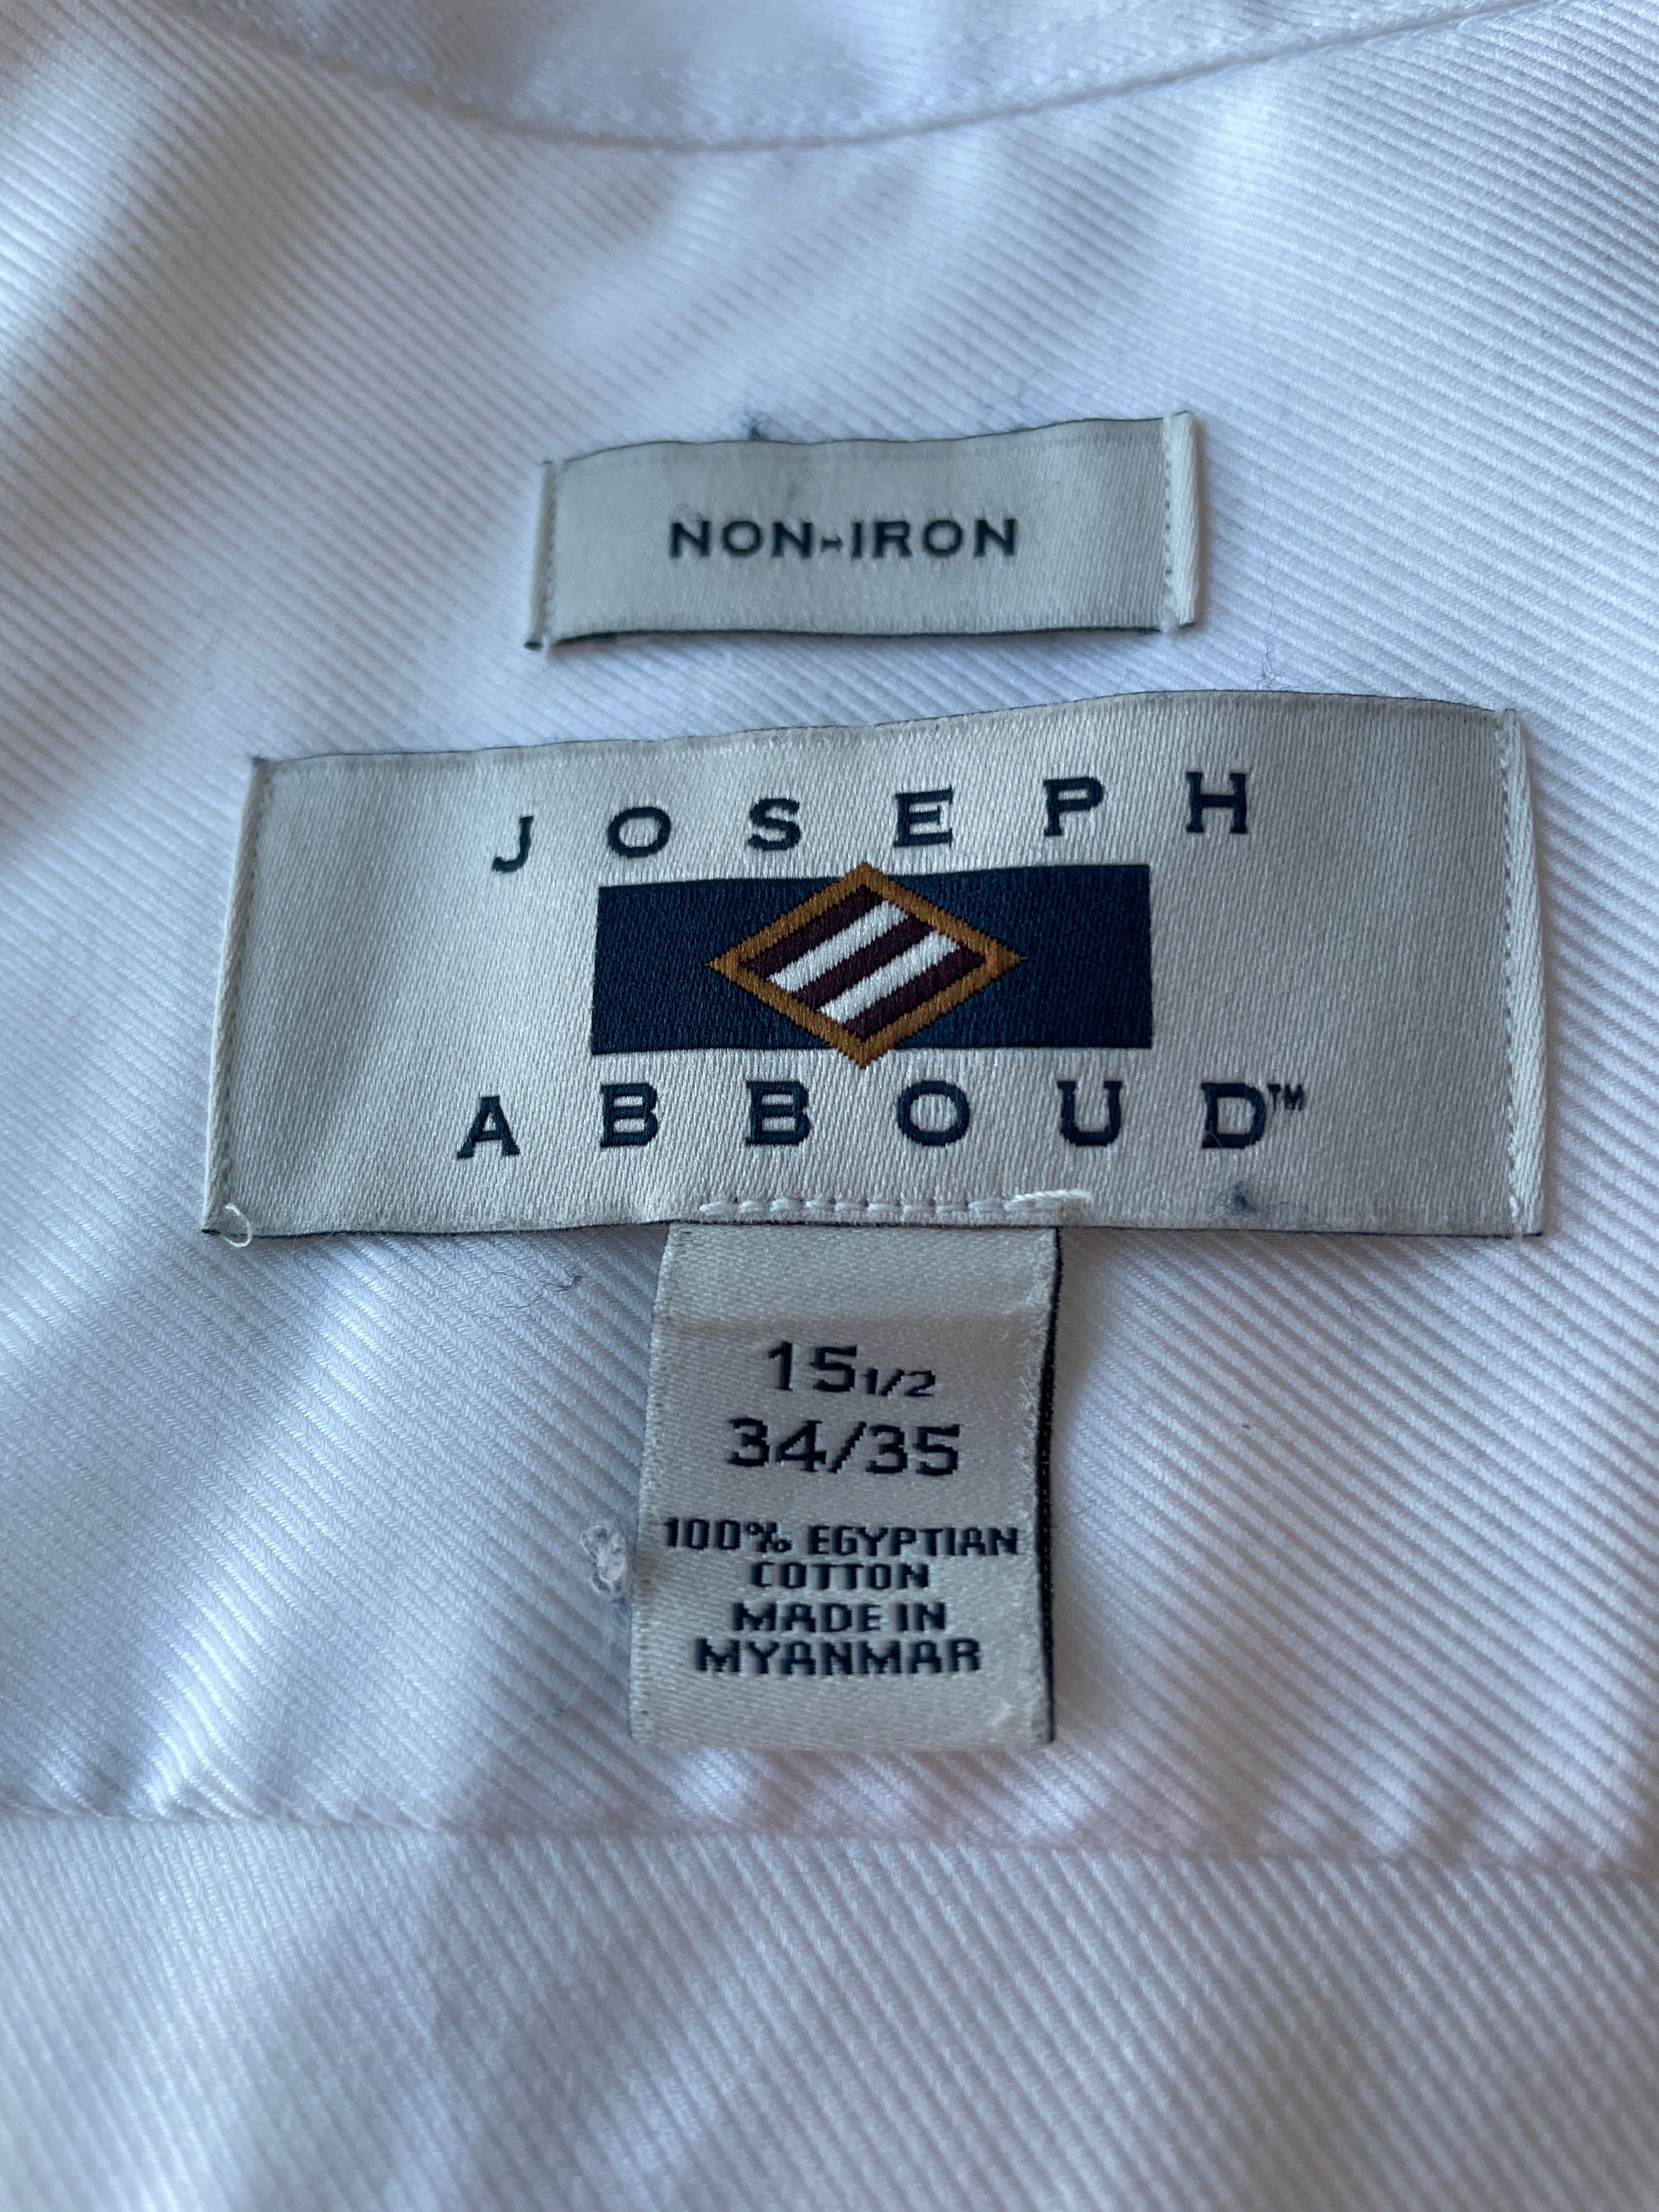 NON-IRON
JOSEPH
ABBOUD™
15 1/2
34/35
100% EGYPTIAN
COTTON
MADE IN
MYANMAR